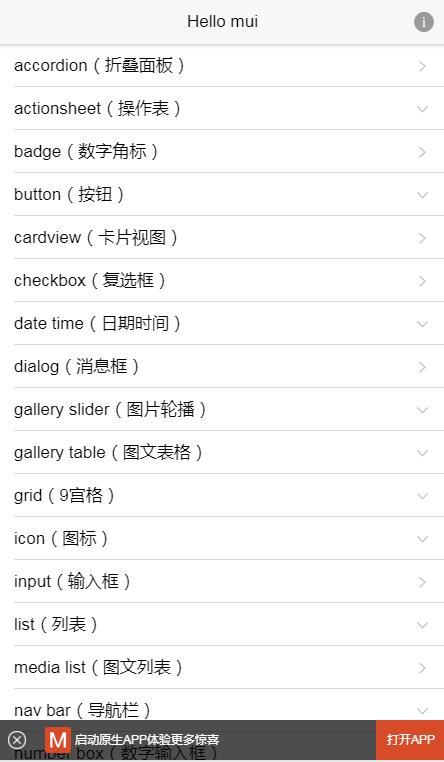 Hello mui
accordion（折叠面板）
actionsheet（操作表）
badge（数字角标）
button（按钮）
cardview（卡片视图）
checkbox（复选框）
date time（日期时间）
dialog（消息框）
gallery slider（图片轮播）
gallery table（图文表格）
grid（9宫格）
icon（图标）
input（输入框）
list（列表）
media list（图文列表）
nav bar（导航栏）
M 启动原生APP体验更多惊喜 打开APP
number box（数字输入框）